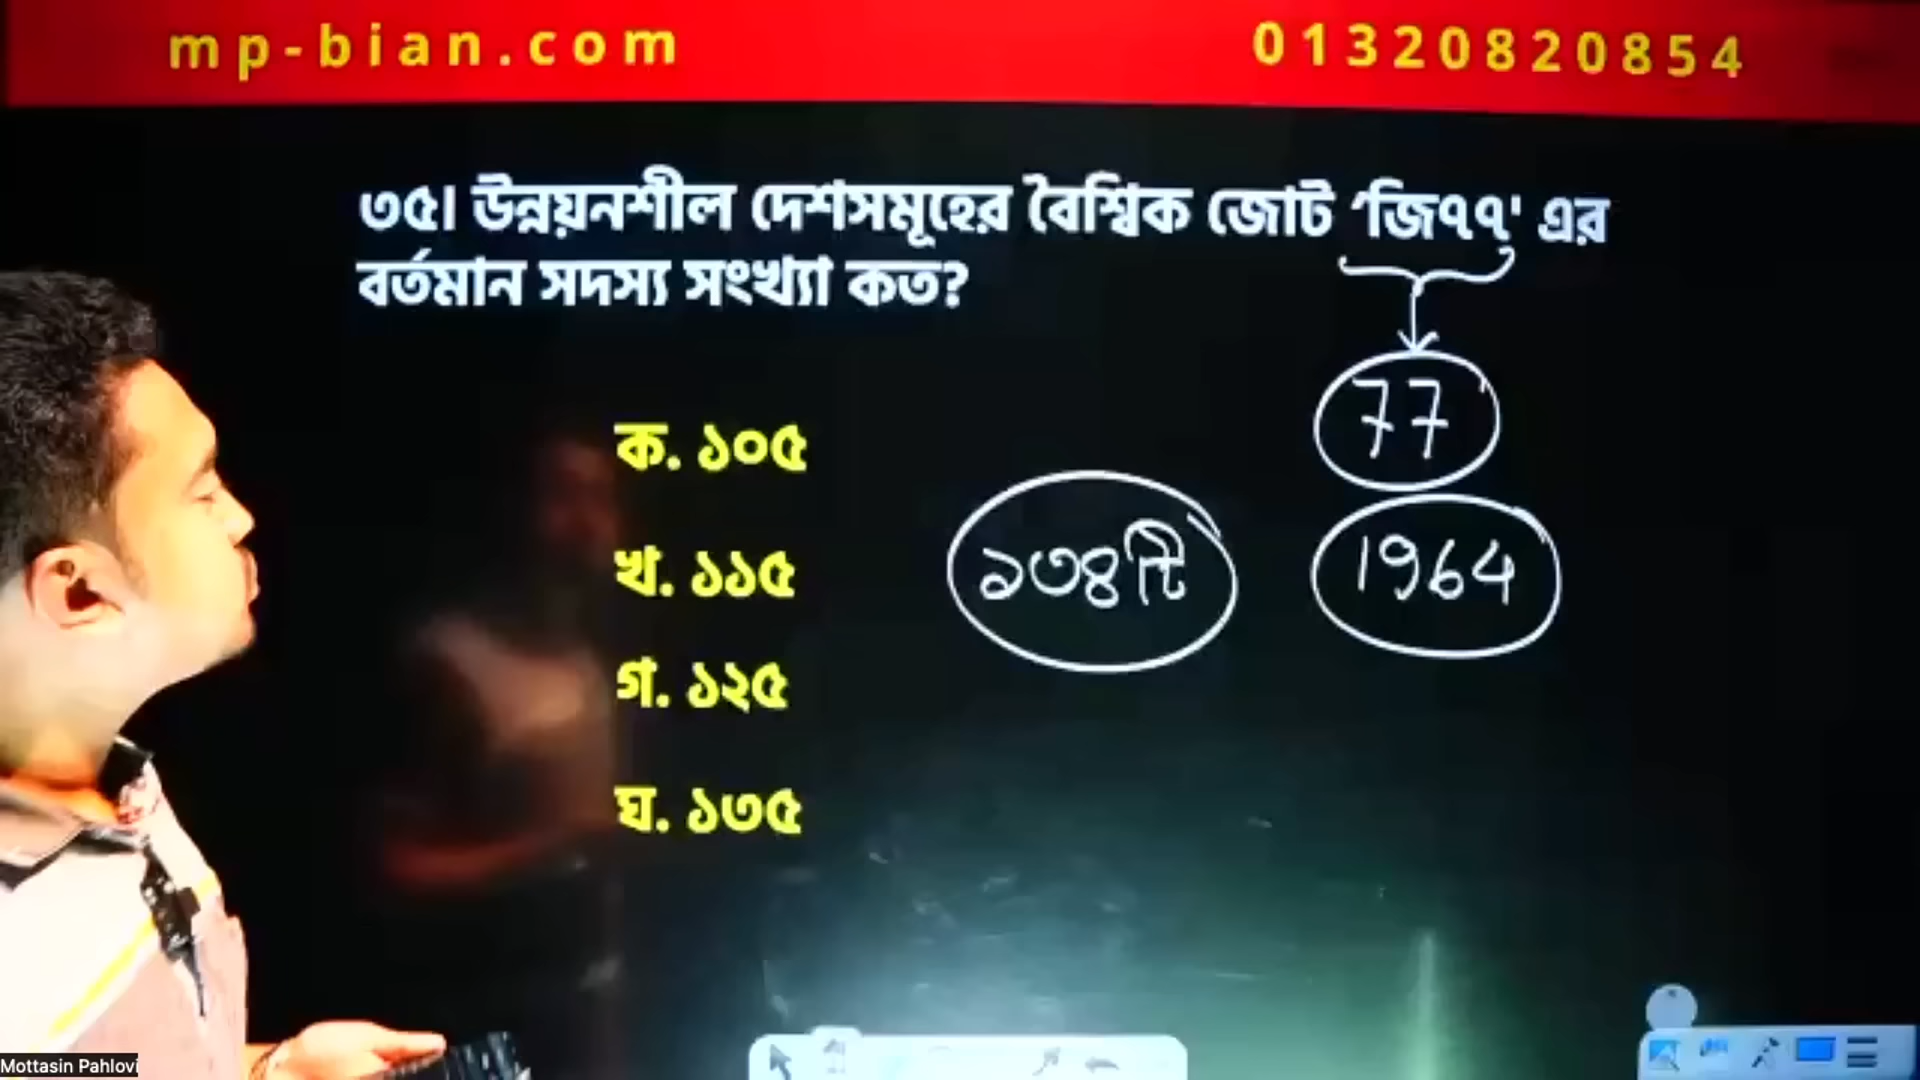 mp-bian.com
01320820854
৩৫। উন্নয়নশীল দেশসমূহের বৈশ্বিক জোট ‘জি৭৭' এর
বর্তমান সদস্য সংখ্যা কত?
77
ক. ১০৫
১৩৪টি
1964
খ. ১১৫
গ. ১২৫
ঘ. ১৩৫
Mottasin Pahlovi